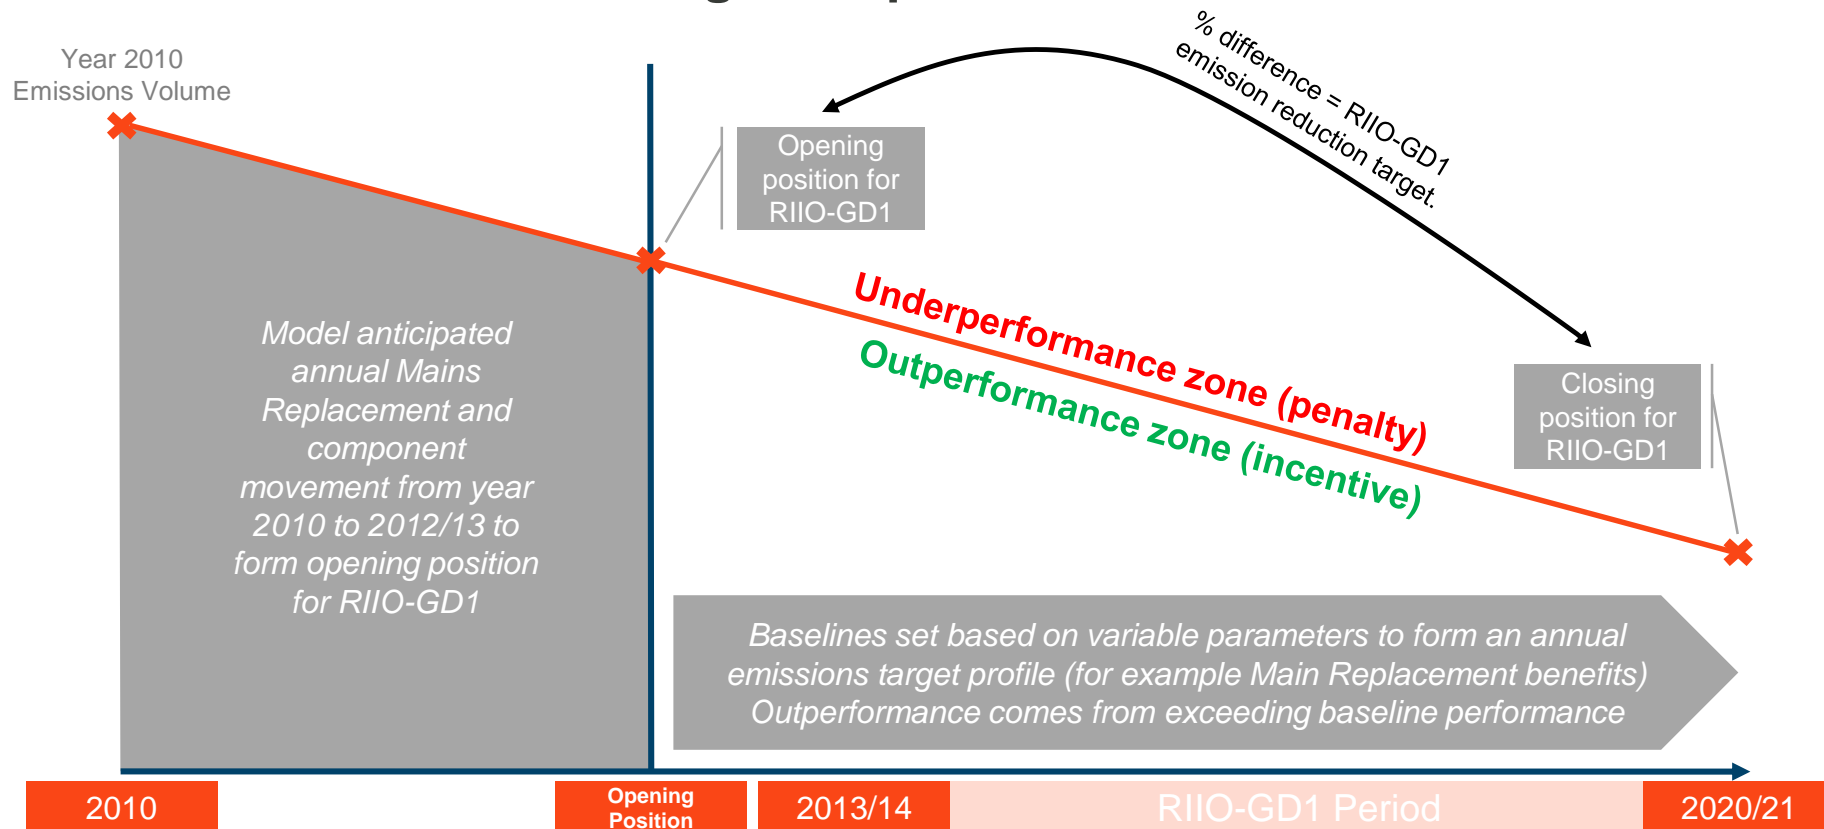 Year 2010
Emissions Volume
% difference = RIIO-GD1
emission reduction target.
Opening
position for
RIIO-GD1
Underperformance zone (penalty)
Outperformance zone (incentive)
Closing
position for
RIIO-GD1
Model anticipated
annual Mains
Replacement and
component
movement from year
2010 to 2012/13 to
form opening position
for RIIO-GD1
Baselines set based on variable parameters to form an annual
emissions target profile (for example Main Replacement benefits)
Outperformance comes from exceeding baseline performance
2010
Opening
Position
2013/14
RIIO-GD1 Period
2020/21